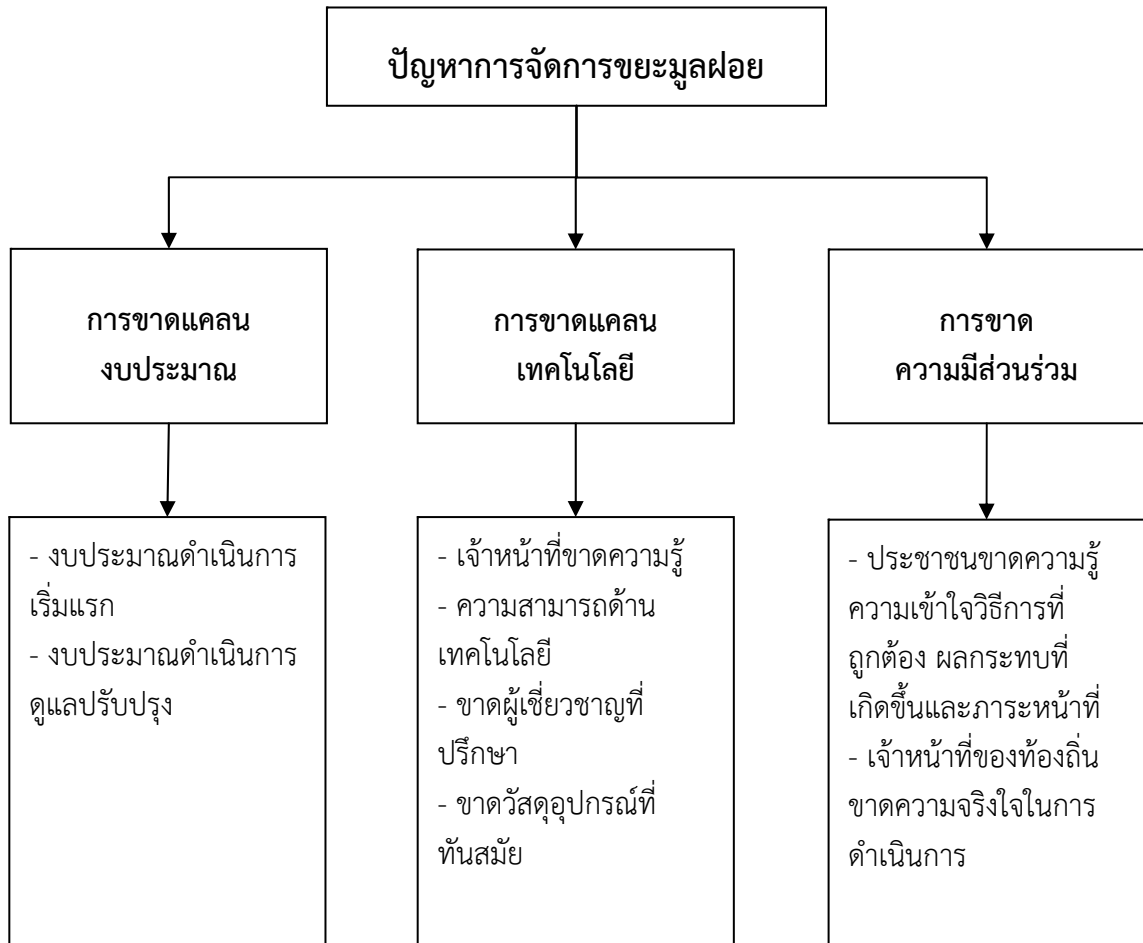 ปัญหาการจัดการขยะมูลฝอย
การขาดแคลน
งบประมาณ
การขาดแคลน
เทคโนโลยี
การขาด
ความมีส่วนร่วม
- งบประมาณดำเนินการ
เริ่มแรก
- งบประมาณดำเนินการ
ดูแลปรับปรุง
- เจ้าหน้าที่ขาดความรู้
- ความสามารถด้าน
เทคโนโลยี
- ขาดผู้เชี่ยวชาญที่
ปรึกษา
- ขาดวัสดุอุปกรณ์ที่
ทันสมัย
- ประชาชนขาดความรู้
ความเข้าใจวิธีการที่
ถูกต้อง ผลกระทบที่
เกิดขึ้นและภาระหน้าที่
- เจ้าหน้าที่ของท้องถิ่น
ขาดความจริงใจในการ
ดำเนินการ